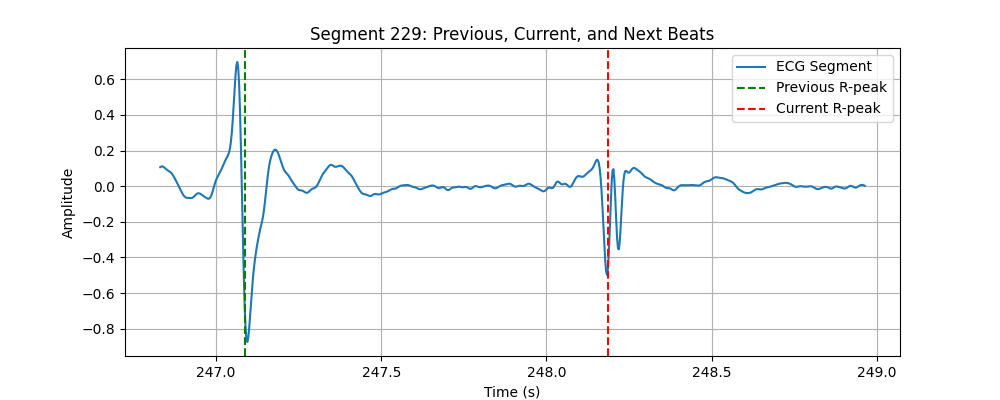 Segment 229: Previous, Current, and Next Beats
ECG Segment
Previous R-peak
Current R-peak
Amplitude
0.6
0.4
0.2
0.0
−0.2
−0.4
−0.6
−0.8
247.0 247.5 248.0 248.5 249.0
Time (s)